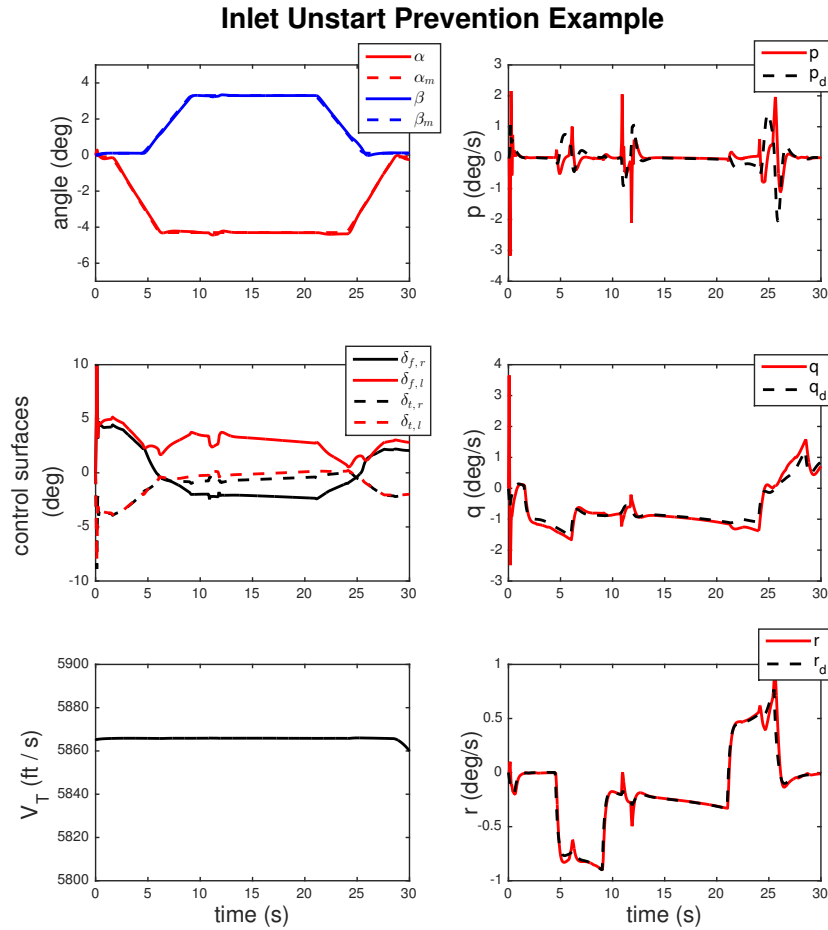 Inlet Unstart Prevention Example
angle (deg)
4
2
0
-2
-4
-6
0 5 10 15 20 25 30
α
α_m
β
β_m
p (deg/s)
4
3
2
1
0
-1
-2
-3
-4
0 5 10 15 20 25 30
p
p_d
control surfaces
(deg)
10
5
0
-5
-10
0 5 10 15 20 25 30
δ_{f,r}
δ_{f,l}
δ_{t,r}
δ_{t,l}
q (deg/s)
4
3
2
1
0
-1
-2
-3
0 5 10 15 20 25 30
q
q_d
V_T (ft / s)
5900
5880
5860
5840
5820
5800
0 5 10 15 20 25 30
time (s)
r (deg/s)
1
0.5
0
-0.5
-1
0 5 10 15 20 25 30
time (s)
r
r_d